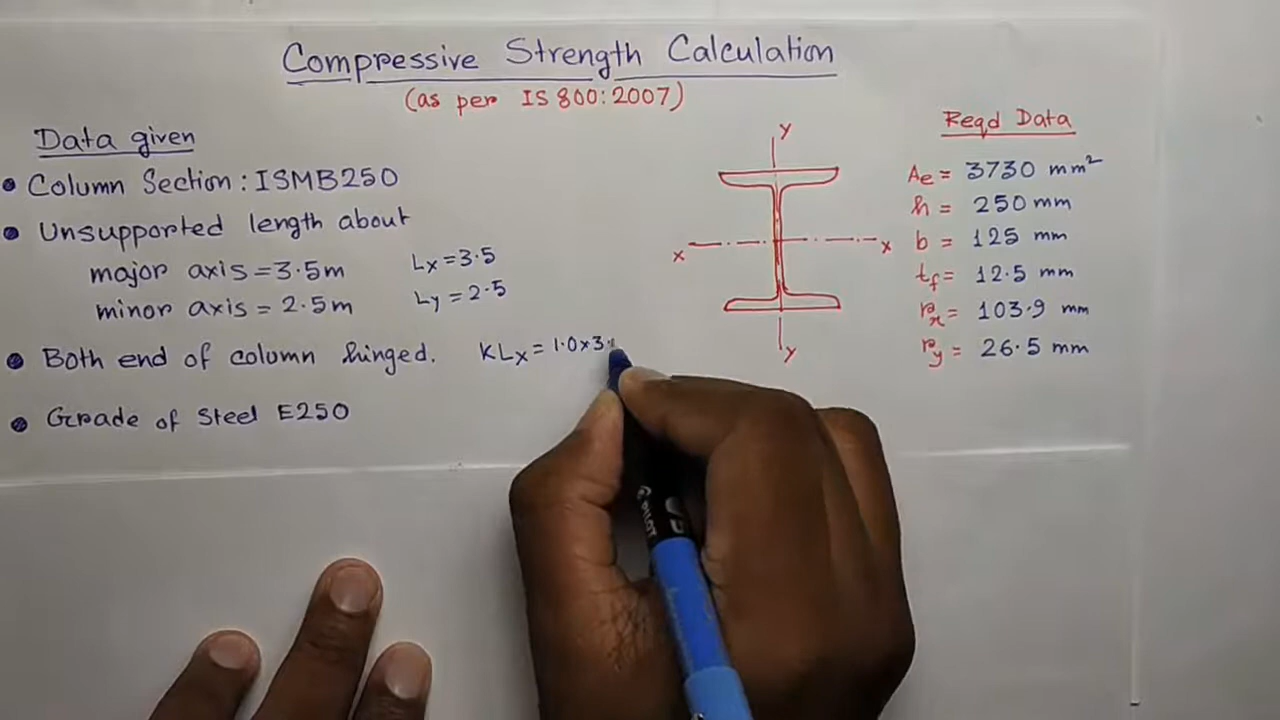 Compressive Strength Calculation
(as per IS 800:2007)
Data given
• Column Section : ISMB250
• Unsupported length about
major axis = 3.5m Lx = 3.5
minor axis = 2.5m Ly = 2.5
• Both end of column hinged. KLx = 1.0 x 3.
• Grade of Steel E250
y
x x
y
Reqd Data
Ae = 3730 mm²
h = 250 mm
b = 125 mm
tf = 12.5 mm
rx = 103.9 mm
ry = 26.5 mm
PILOT